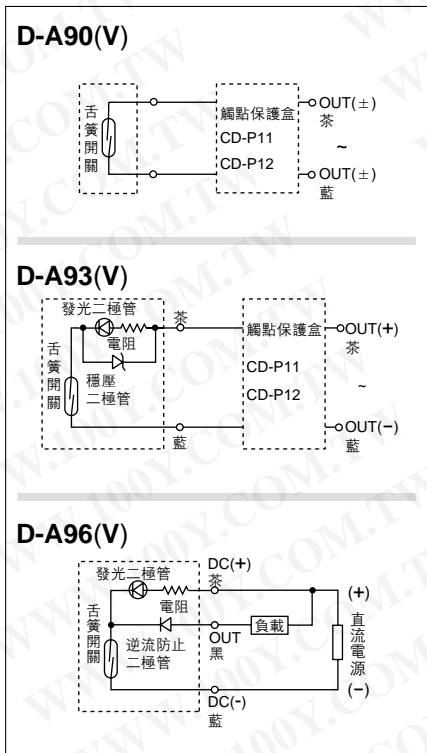 D-A90(V)
舌簧開關
觸點保護盒
CD-P11
CD-P12
OUT(±)
茶
~
OUT(±)
藍
D-A93(V)
發光二極管
電阻
穩壓
二極管
舌簧開關
茶
藍
觸點保護盒
CD-P11
CD-P12
OUT(+)
茶
~
OUT(−)
藍
D-A96(V)
發光二極管
電阻
舌簧開關
逆流防止
二極管
DC(+)
茶
OUT
黑
負載
DC(-)
藍
(+)
直流電源
(−)
WWW.100Y.COM.TW